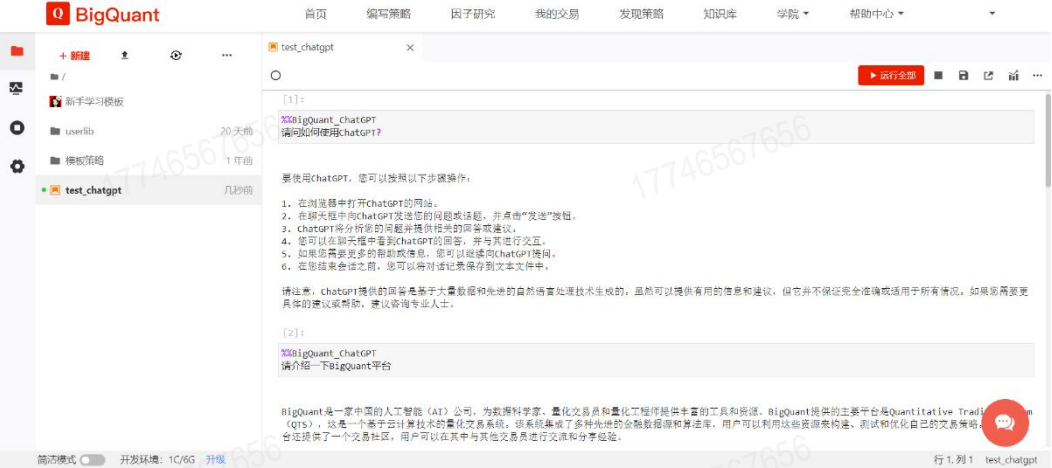 Q BigQuant 首页 编写策略 因子研究 我的交易 发现策略 知识库 学院 帮助中心
+ 新建 ...
test_chatgpt ×
/
运行全部 ...
新手学习模板
userlib 20 天前
模板策略 1 年前
test_chatgpt 几秒前
[1]:
%%BigQuant_ChatGPT
请问如何使用ChatGPT?
要使用ChatGPT，您可以按照以下步骤操作：
1. 在浏览器中打开ChatGPT的网站。
2. 在聊天框中向ChatGPT发送您的问题或话题，并点击“发送”按钮。
3. ChatGPT将分析您的问题并提供相关的回答或建议。
4. 您可以在聊天框中看到ChatGPT的回答，并与其进行交互。
5. 如果您需要更多的帮助或信息，您可以继续向ChatGPT提问。
6. 在您结束会话之前，您可以将对话记录保存到文本文件中。
请注意，ChatGPT提供的回答是基于大量数据和先进的自然语言处理技术生成的，虽然可以提供有用的信息和建议，但它并不保证完全准确或适用于所有情况。如果您需要更
具体的建议或帮助，建议咨询专业人士。
[2]:
%%BigQuant_ChatGPT
请介绍一下BigQuant平台
BigQuant是一家中国的人工智能（AI）公司，为数据科学家、量化交易员和量化工程师提供丰富的工具和资源。BigQuant提供的主要平台是Quantitative Tradi m
（QTS），这是一个基于云计算技术的量化交易系统。该系统集成了多种先进的金融数据源和算法库，用户可以利用这些资源来构建、测试和优化自己的交易策略。
台还提供了一个交易社区，用户可以在其中与其他交易员进行交流和分享经验。
简洁模式 开发环境: 1C/6G 升级 行 1, 列 1 test_chatgpt
17746567656
17746567656